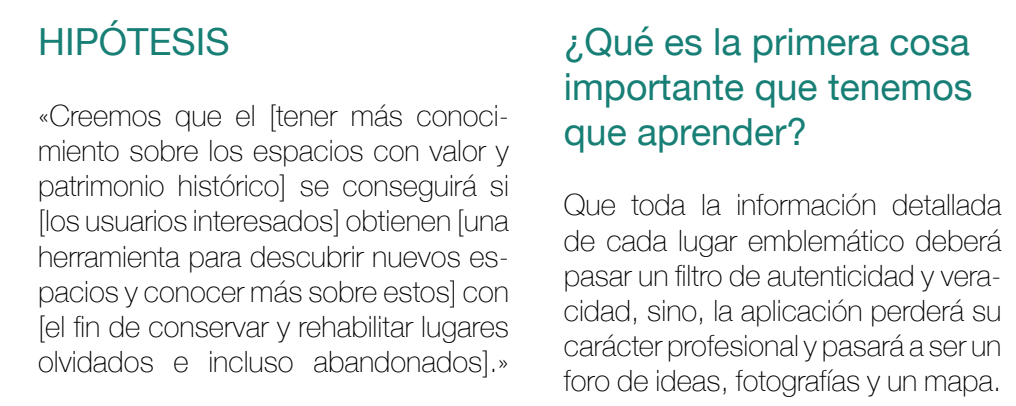 HIPÓTESIS
«Creemos que el [tener más conoci-
miento sobre los espacios con valor y
patrimonio histórico] se conseguirá si
[los usuarios interesados] obtienen [una
herramienta para descubrir nuevos es-
pacios y conocer más sobre estos] con
[el fin de conservar y rehabilitar lugares
olvidados e incluso abandonados].»
¿Qué es la primera cosa
importante que tenemos
que aprender?
Que toda la información detallada
de cada lugar emblemático deberá
pasar un filtro de autenticidad y vera-
cidad, sino, la aplicación perderá su
carácter profesional y pasará a ser un
foro de ideas, fotografías y un mapa.